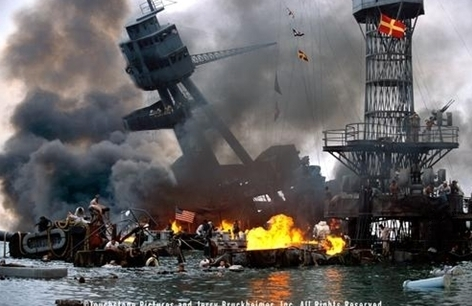 ©Touchstone Pictures and Jerry Bruckheimer, Inc. All Rights Reserved